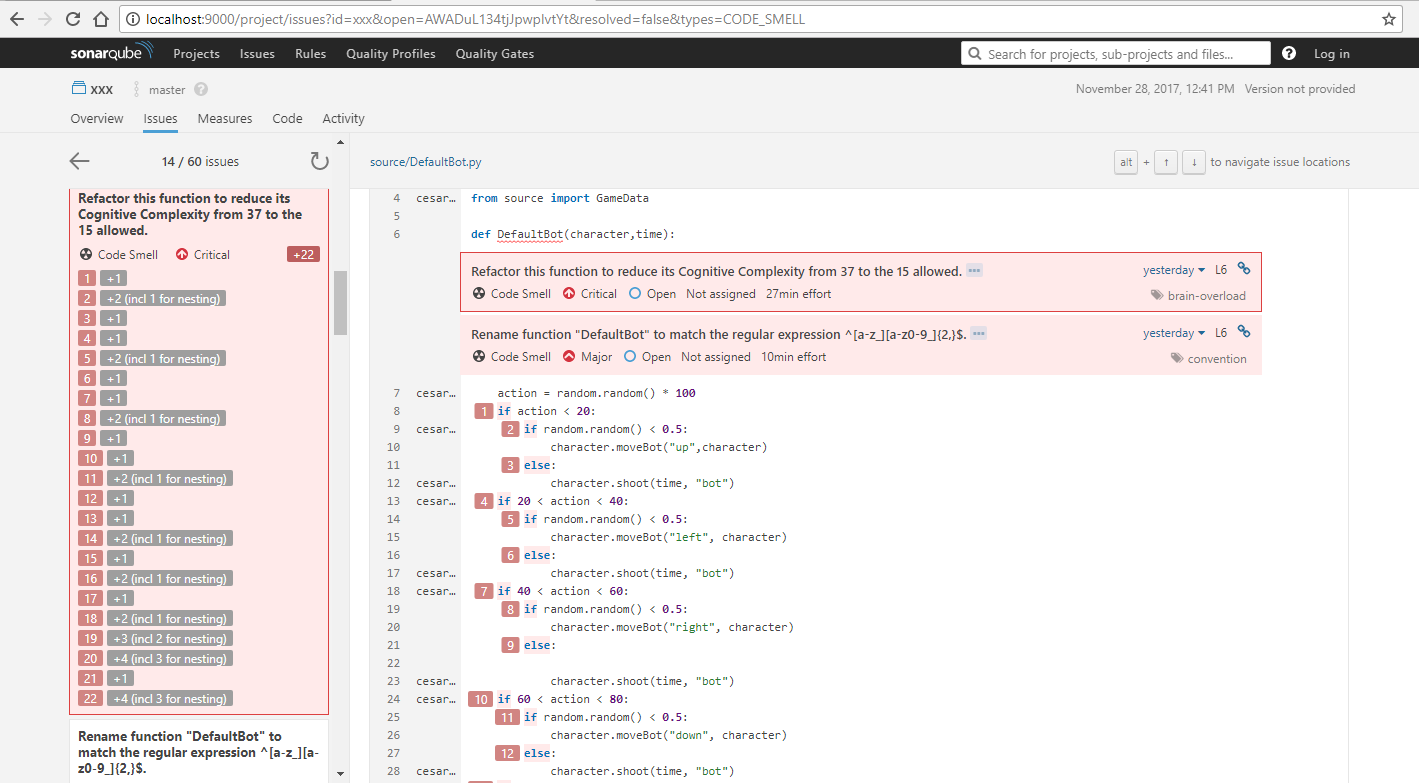 localhost:9000/project/issues?id=xxx&open=AWADuL134tjJpwpIvtYt&resolved=false&types=CODE_SMELL
sonarqube Projects Issues Rules Quality Profiles Quality Gates Search for projects, sub-projects and files... ? Log in
xxx master ? November 28, 2017, 12:41 PM Version not provided
Overview Issues Measures Code Activity
14 / 60 issues
Refactor this function to reduce its
Cognitive Complexity from 37 to the
15 allowed.
Code Smell Critical +22
1 +1
2 +2 (incl 1 for nesting)
3 +1
4 +1
5 +2 (incl 1 for nesting)
6 +1
7 +1
8 +2 (incl 1 for nesting)
9 +1
10 +1
11 +2 (incl 1 for nesting)
12 +1
13 +1
14 +2 (incl 1 for nesting)
15 +1
16 +2 (incl 1 for nesting)
17 +1
18 +2 (incl 1 for nesting)
19 +3 (incl 2 for nesting)
20 +4 (incl 3 for nesting)
21 +1
22 +4 (incl 3 for nesting)
Rename function "DefaultBot" to
match the regular expression ^[a-z_][a-
z0-9_]{2,}$.
source/DefaultBot.py alt + ↑ ↓ to navigate issue locations
4 cesar... from source import GameData
5
6 def DefaultBot(character,time):
Refactor this function to reduce its Cognitive Complexity from 37 to the 15 allowed. ... yesterday L6
Code Smell Critical Open Not assigned 27min effort brain-overload
Rename function "DefaultBot" to match the regular expression ^[a-z_][a-z0-9_]{2,}$. ... yesterday L6
Code Smell Major Open Not assigned 10min effort convention
7 cesar... action = random.random() * 100
8 1 if action < 20:
9 cesar... 2 if random.random() < 0.5:
10 character.moveBot("up",character)
11 3 else:
12 cesar... character.shoot(time, "bot")
13 cesar... 4 if 20 < action < 40:
14 5 if random.random() < 0.5:
15 character.moveBot("left", character)
16 6 else:
17 cesar... character.shoot(time, "bot")
18 cesar... 7 if 40 < action < 60:
19 8 if random.random() < 0.5:
20 character.moveBot("right", character)
21 9 else:
22
23 cesar... character.shoot(time, "bot")
24 cesar... 10 if 60 < action < 80:
25 11 if random.random() < 0.5:
26 character.moveBot("down", character)
27 12 else:
28 cesar... character.shoot(time, "bot")